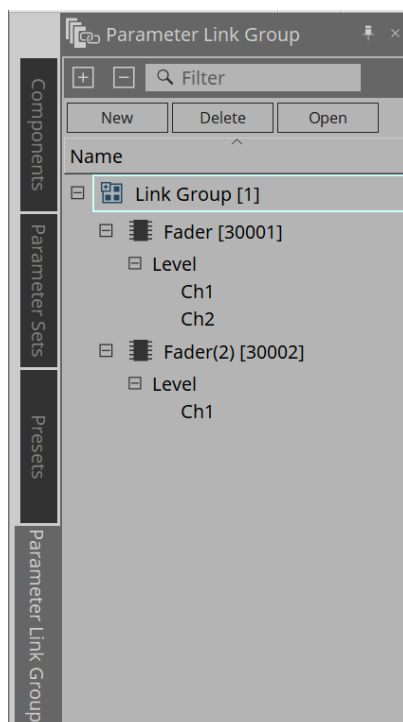 Parameter Link Group
Filter
New Delete Open
Name
Link Group [1]
Fader [30001]
Level
Ch1
Ch2
Fader(2) [30002]
Level
Ch1
Components
Parameter Sets
Presets
Parameter Link Group